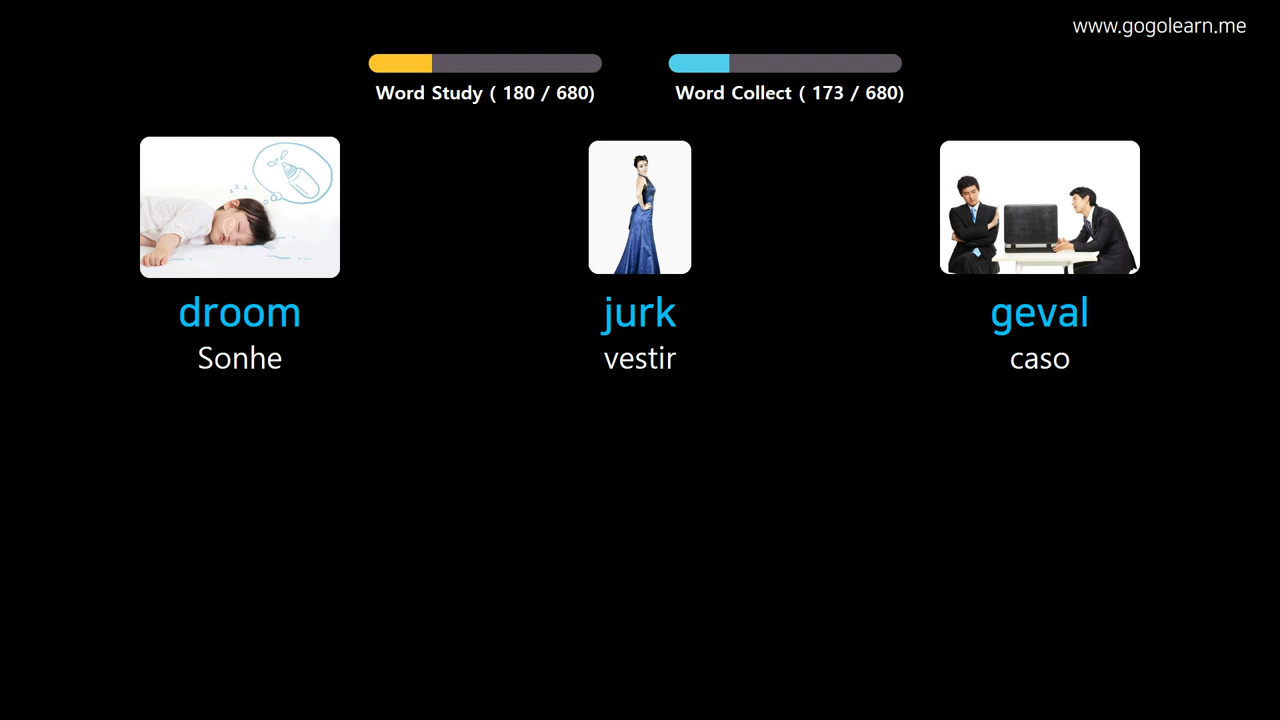 www.gogolearn.me
Word Study ( 180 / 680)
Word Collect ( 173 / 680)
droom
jurk
geval
Sonhe
vestir
caso